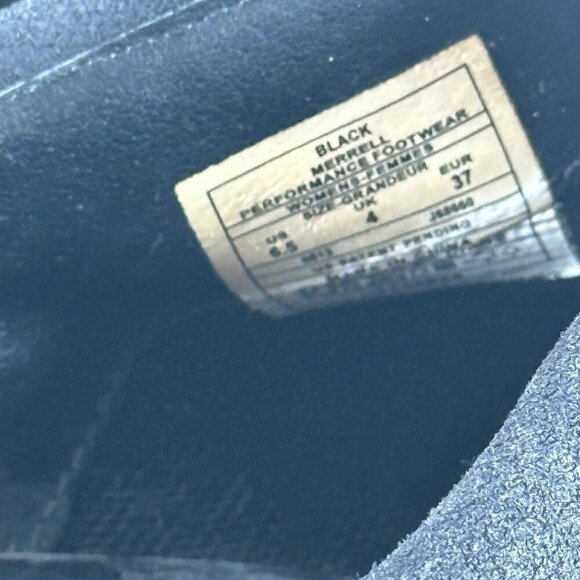 BLACK
MERRELL
PERFORMANCE FOOTWEAR
WOMENS-FEMMES
SIZE-GRANDEUR
US UK EUR
6.5 4 37
PATENT PENDING